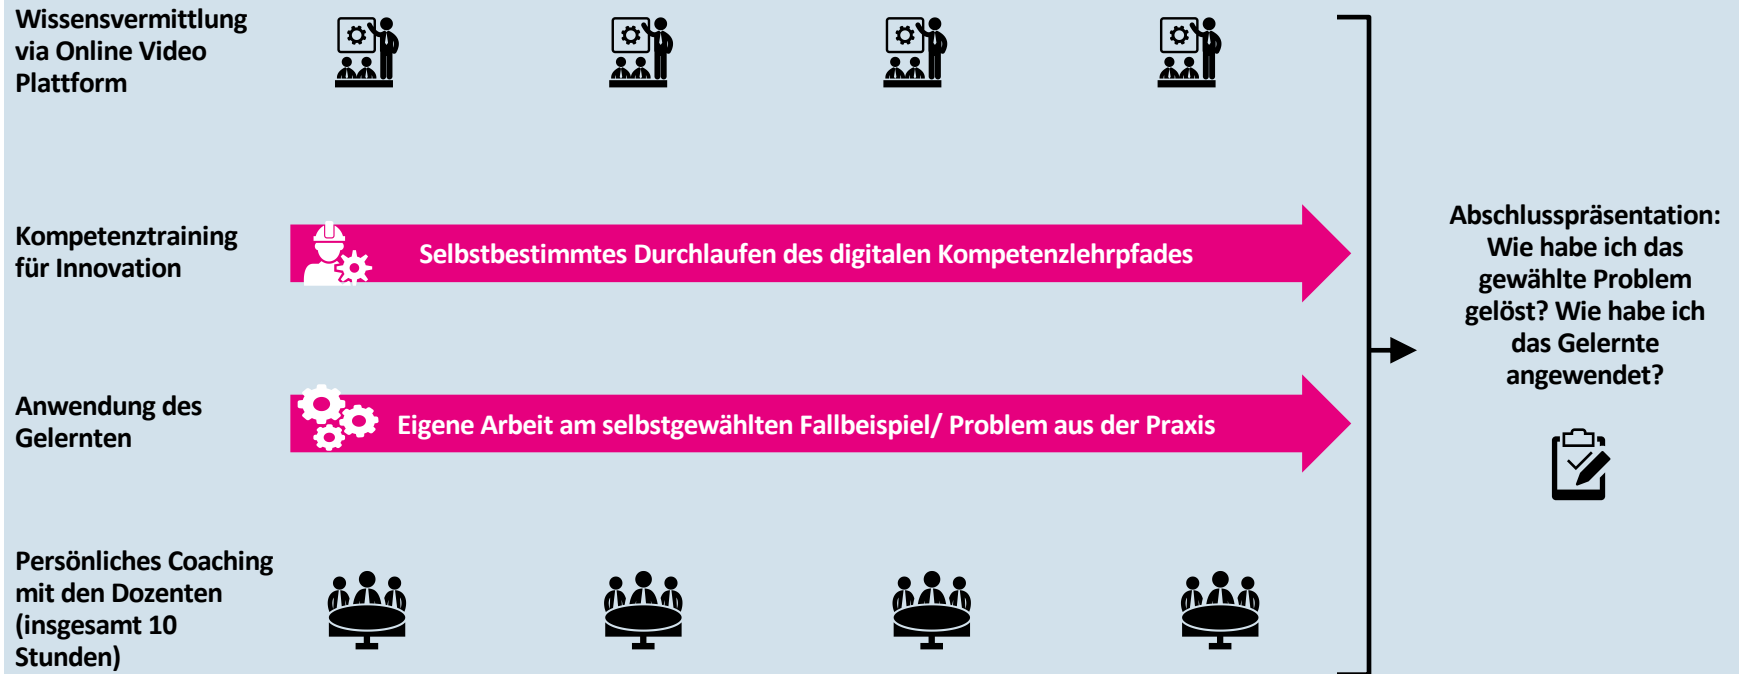 Wissensvermittlung
via Online Video
Plattform
Kompetenztraining
für Innovation
Selbstbestimmtes Durchlaufen des digitalen Kompetenzlehrpfades
Anwendung des
Gelernten
Eigene Arbeit am selbstgewählten Fallbeispiel/ Problem aus der Praxis
Persönliches Coaching
mit den Dozenten
(insgesamt 10
Stunden)
Abschlusspräsentation:
Wie habe ich das
gewählte Problem
gelöst? Wie habe ich
das Gelernte
angewendet?